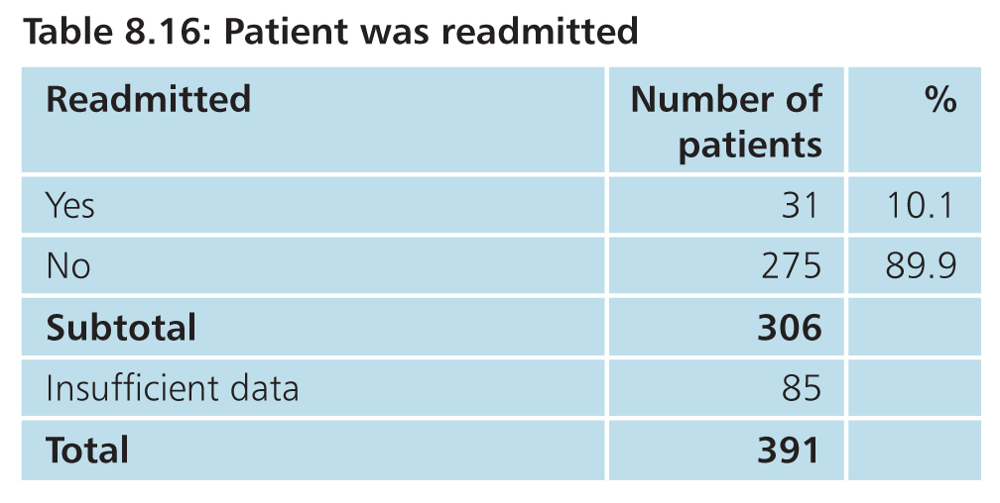 Table 8.16: Patient was readmitted
Readmitted Number of patients %
Yes 31 10.1
No 275 89.9
Subtotal 306
Insufficient data 85
Total 391